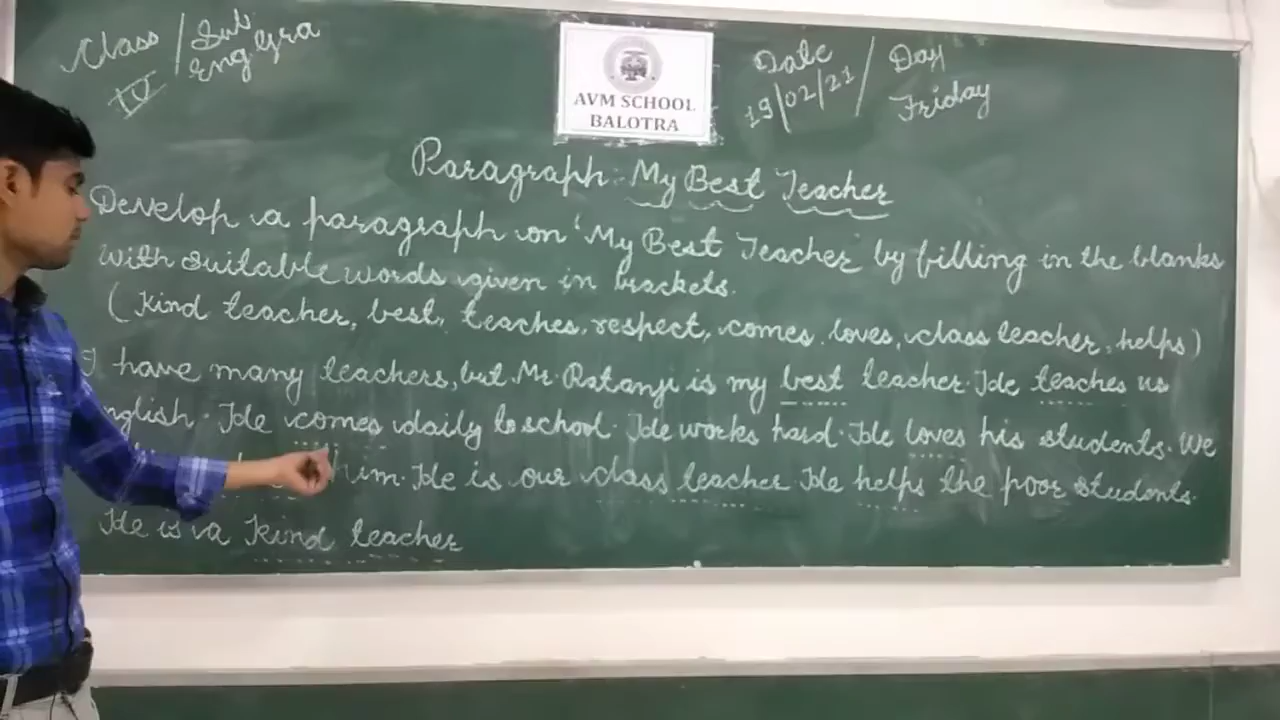 Class / Sub
IV Eng Gra
AVM SCHOOL
BALOTRA
Date / Day
19/02/21 Friday
Paragraph: My Best Teacher
Develop a paragraph on 'My Best Teacher' by filling in the blanks
with suitable words given in brackets.
(Kind teacher, best, teaches, respect, comes, loves, class teacher, helps)
I have many teachers, but Mr. Ratanji is my best teacher. He teaches us
nglish. He comes daily to school. He works hard. He loves his students. We
him. He is our class teacher. He helps the poor students.
He is a kind teacher